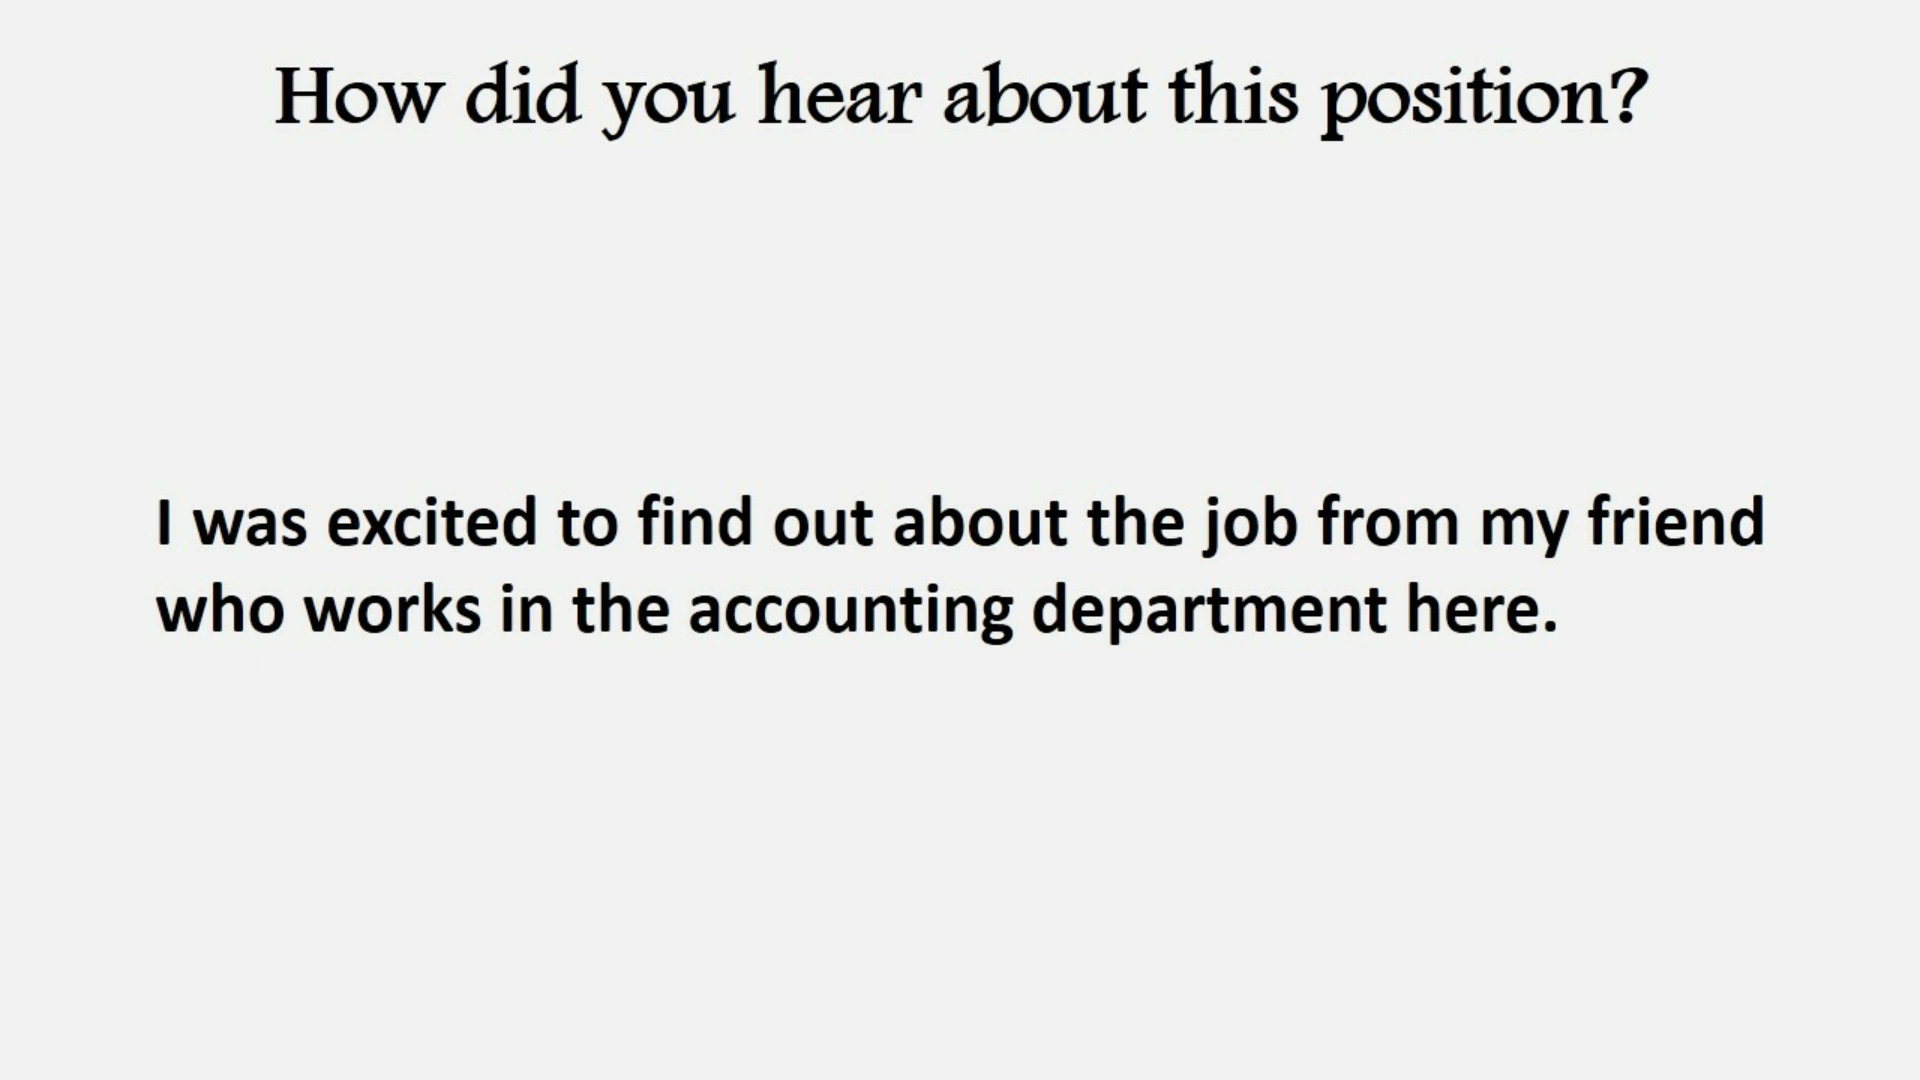 How did you hear about this position?
I was excited to find out about the job from my friend
who works in the accounting department here.